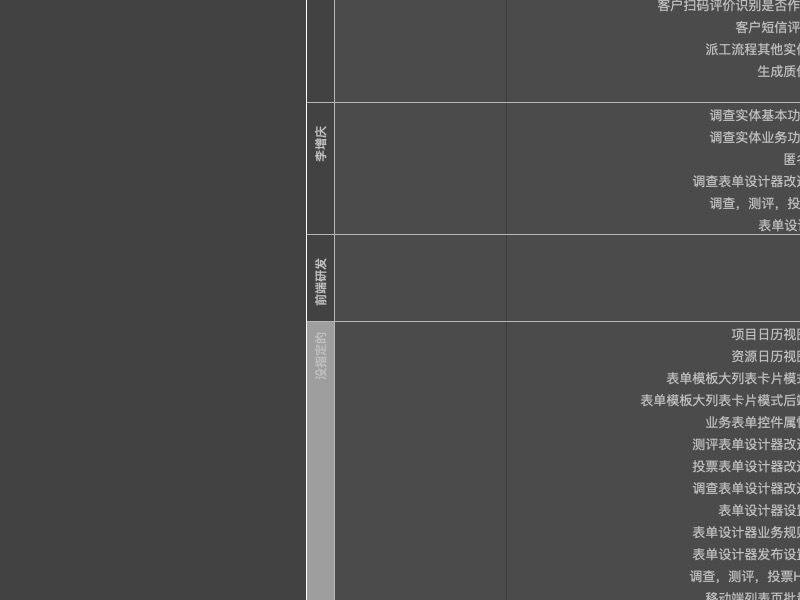 客户扫码评价识别是否作
客户短信评
派工流程其他实
生成质
李增庆
调查实体基本功
调查实体业务功
匿
调查表单设计器改
调查，测评，投
表单设
前端研发
没指定的
项目日历视
资源日历视
表单模板大列表卡片模
表单模板大列表卡片模式后
业务表单控件属
测评表单设计器改
投票表单设计器改
调查表单设计器改
表单设计器设
表单设计器业务规
表单设计器发布设
调查，测评，投票H
移动端列表页批